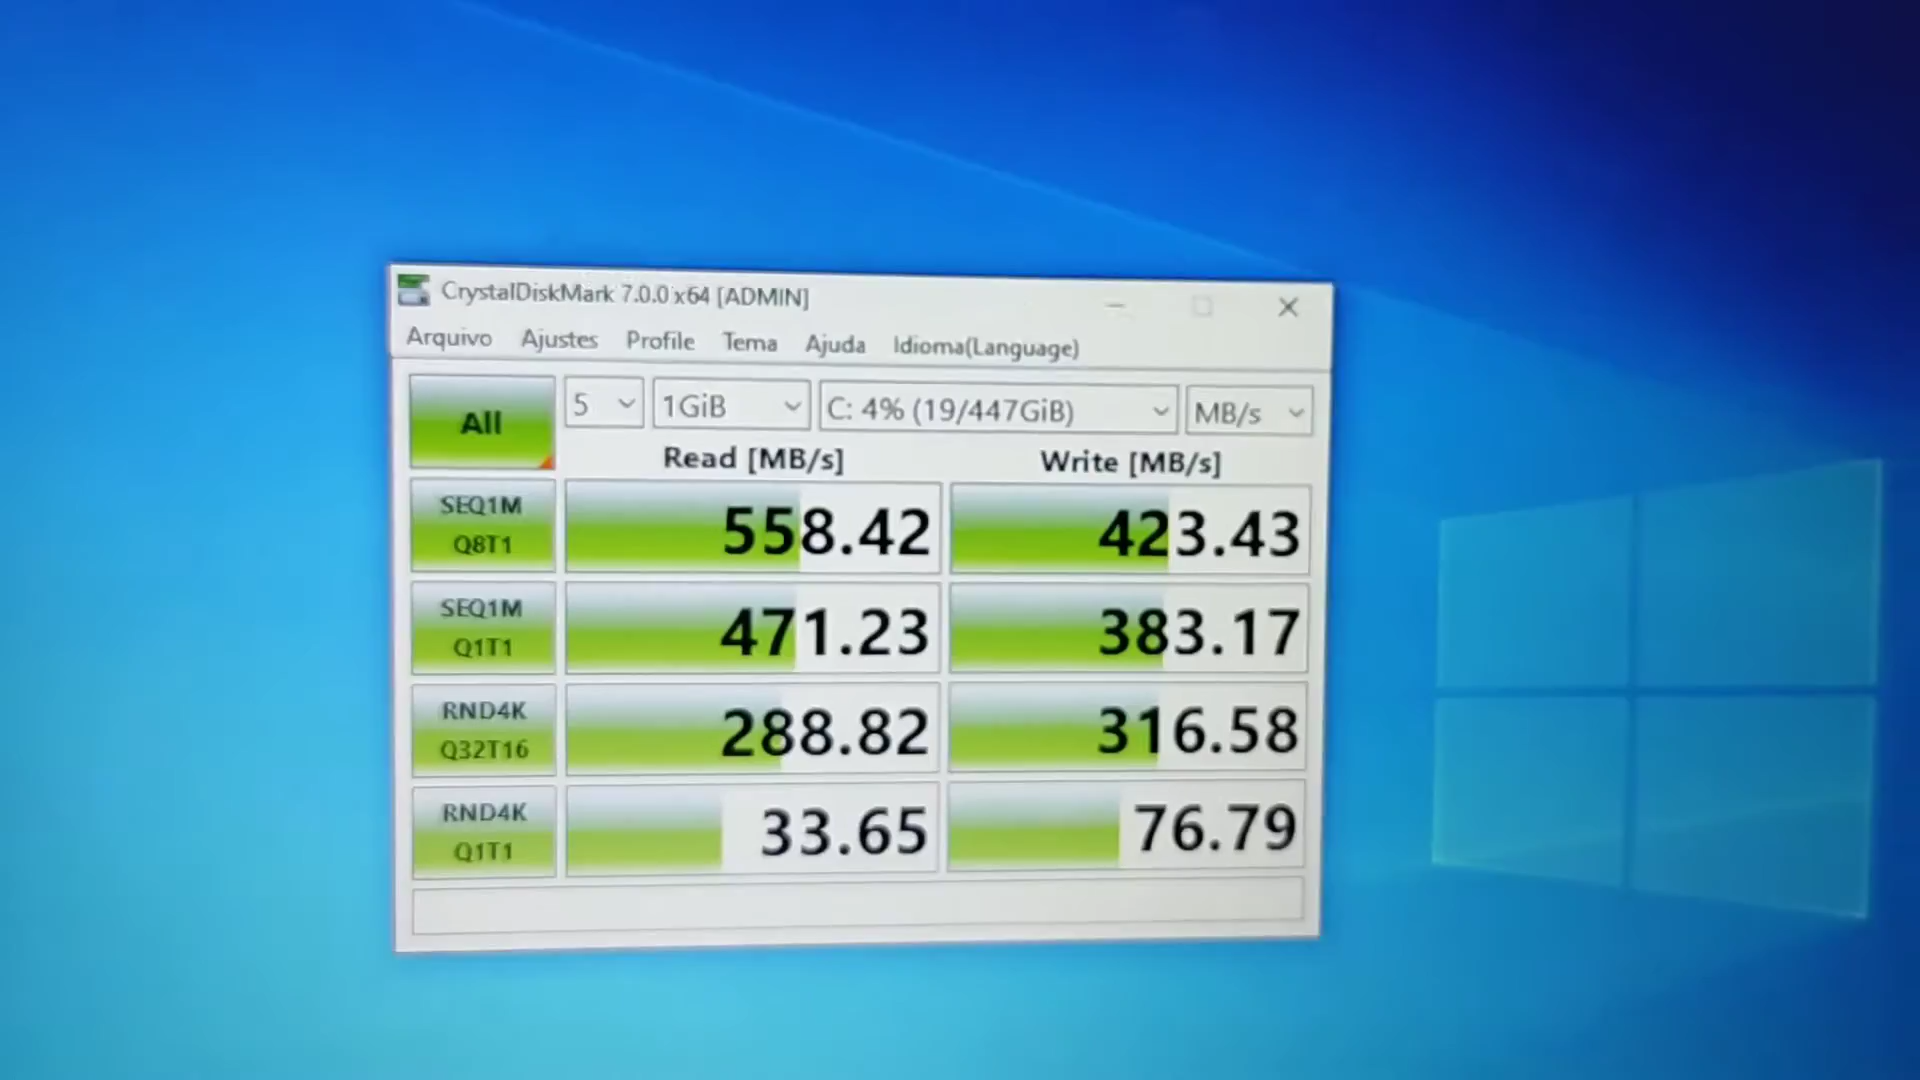 CrystalDiskMark 7.0.0 x64 [ADMIN]
Arquivo Ajustes Profile Tema Ajuda Idioma(Language)
All 5 1GiB C: 4% (19/447GiB) MB/s
Read [MB/s] Write [MB/s]
SEQ1M
Q8T1
558.42 423.43
SEQ1M
Q1T1
471.23 383.17
RND4K
Q32T16
288.82 316.58
RND4K
Q1T1
33.65 76.79